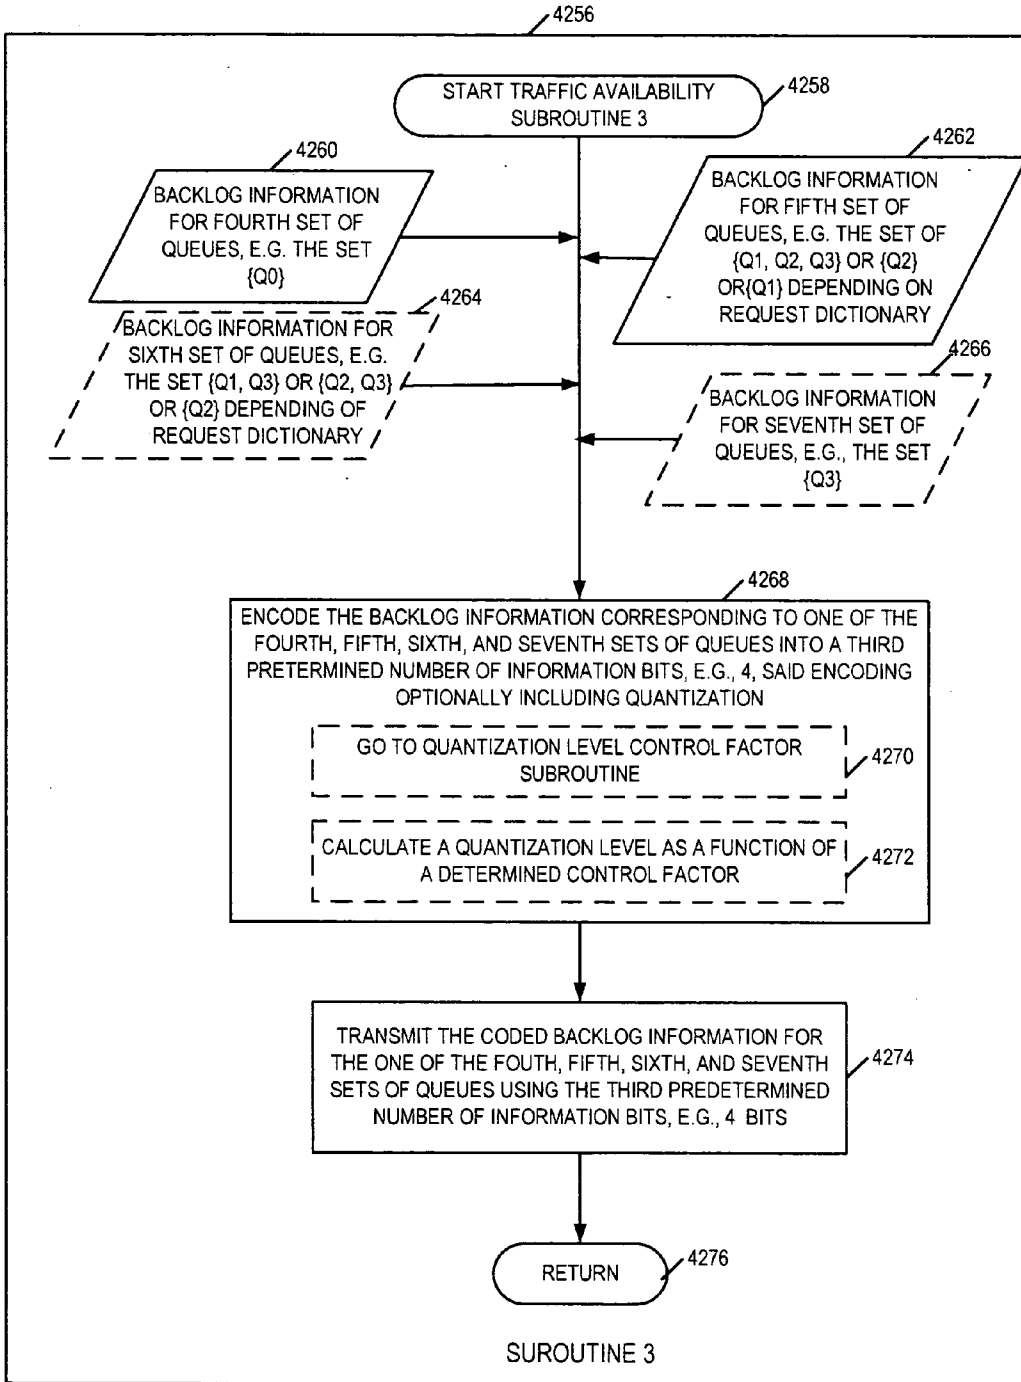 4256
START TRAFFIC AVAILABILITY
SUBROUTINE 3
4258
4260
BACKLOG INFORMATION
FOR FOURTH SET OF
QUEUES, E.G. THE SET
{Q0}
4262
BACKLOG INFORMATION
FOR FIFTH SET OF
QUEUES, E.G. THE SET OF
{Q1, Q2, Q3} OR {Q2}
OR{Q1} DEPENDING ON
REQUEST DICTIONARY
4264
BACKLOG INFORMATION FOR
SIXTH SET OF QUEUES, E.G.
THE SET {Q1, Q3} OR {Q2, Q3}
OR {Q2} DEPENDING OF
REQUEST DICTIONARY
4266
BACKLOG INFORMATION
FOR SEVENTH SET OF
QUEUES, E.G., THE SET
{Q3}
4268
ENCODE THE BACKLOG INFORMATION CORRESPONDING TO ONE OF THE
FOURTH, FIFTH, SIXTH, AND SEVENTH SETS OF QUEUES INTO A THIRD
PRETERMINED NUMBER OF INFORMATION BITS, E.G., 4, SAID ENCODING
OPTIONALLY INCLUDING QUANTIZATION
GO TO QUANTIZATION LEVEL CONTROL FACTOR
SUBROUTINE
4270
CALCULATE A QUANTIZATION LEVEL AS A FUNCTION OF
A DETERMINED CONTROL FACTOR
4272
TRANSMIT THE CODED BACKLOG INFORMATION FOR
THE ONE OF THE FOUTH, FIFTH, SIXTH, AND SEVENTH
SETS OF QUEUES USING THE THIRD PREDETERMINED
NUMBER OF INFORMATION BITS, E.G., 4 BITS
4274
RETURN
4276
SUROUTINE 3